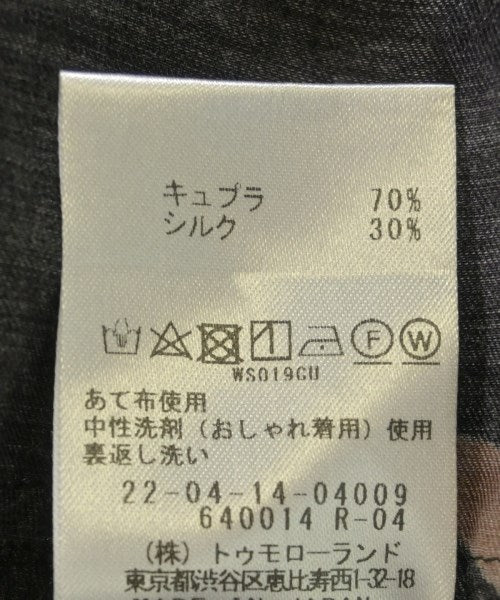 キュプラ 70%
シルク 30%
F W
WS019GU
あて布使用
中性洗剤(おしゃれ着用)使用
裏返し洗い
22-04-14-04009
640014 R-04
(株)トゥモローランド
東京都渋谷区恵比寿西1-32-18